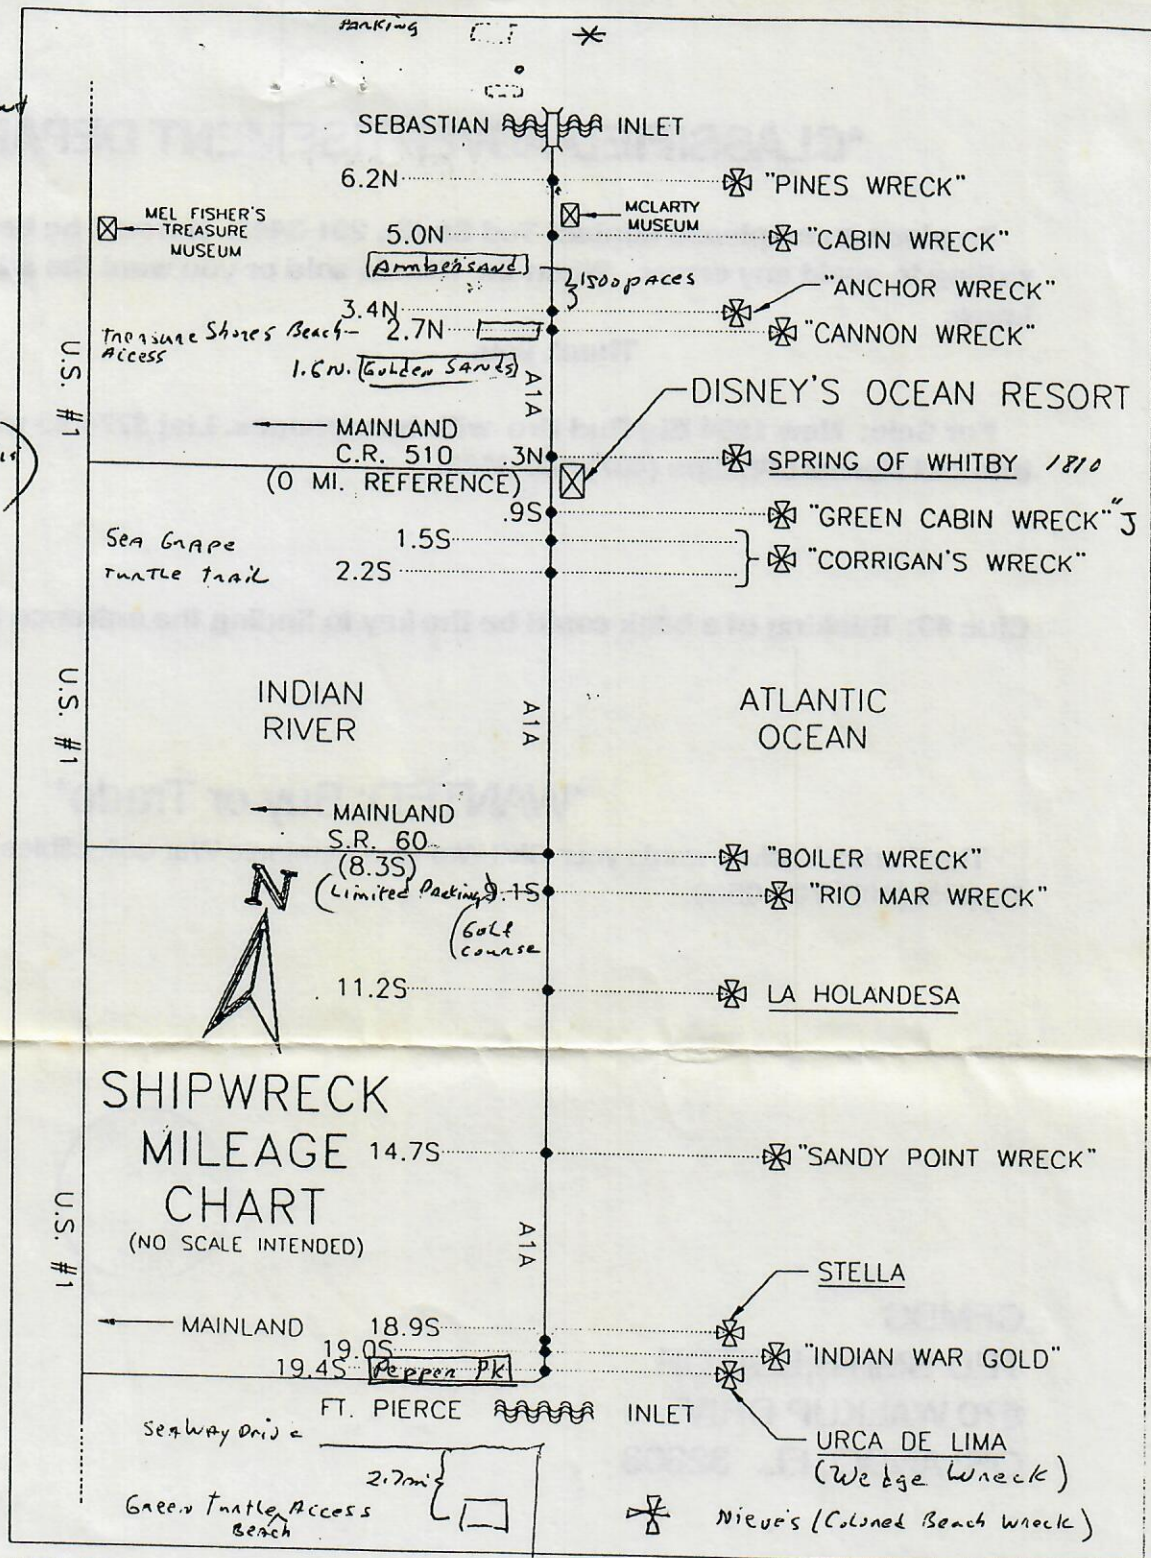 Parking
SEBASTIAN INLET
6.2N "PINES WRECK"
MEL FISHER'S
TREASURE
MUSEUM
MCLARTY
MUSEUM
5.0N "CABIN WRECK"
AmberSAND
1500 pACES
"ANCHOR WRECK"
3.4N
Treasure Shores Beach - 2.7N "CANNON WRECK"
Access
1.6N. Golden SANdS
U.S. #1
A1A
DISNEY'S OCEAN RESORT
MAINLAND
C.R. 510 .3N SPRING OF WHITBY 1810
(0 MI. REFERENCE)
.9S "GREEN CABIN WRECK" "J
SeA GrApe 1.5S
"CORRIGAN'S WRECK"
Turtle trail 2.2S
U.S. #1
INDIAN
RIVER
A1A
ATLANTIC
OCEAN
MAINLAND
S.R. 60
(8.3S)
"BOILER WRECK"
N
(Limited Parking) 9.1S "RIO MAR WRECK"
(Golf
course
11.2S LA HOLANDESA
SHIPWRECK
MILEAGE
CHART
(NO SCALE INTENDED)
14.7S "SANDY POINT WRECK"
U.S. #1
A1A
STELLA
MAINLAND 18.9S
19.0S "INDIAN WAR GOLD"
19.4S Pepper PK
FT. PIERCE INLET
URCA DE LIMA
(Wedge Wreck)
SeAWay Drive
2.7mi
Green Turtle Access
Beach
Nieve's (Colored Beach Wreck)